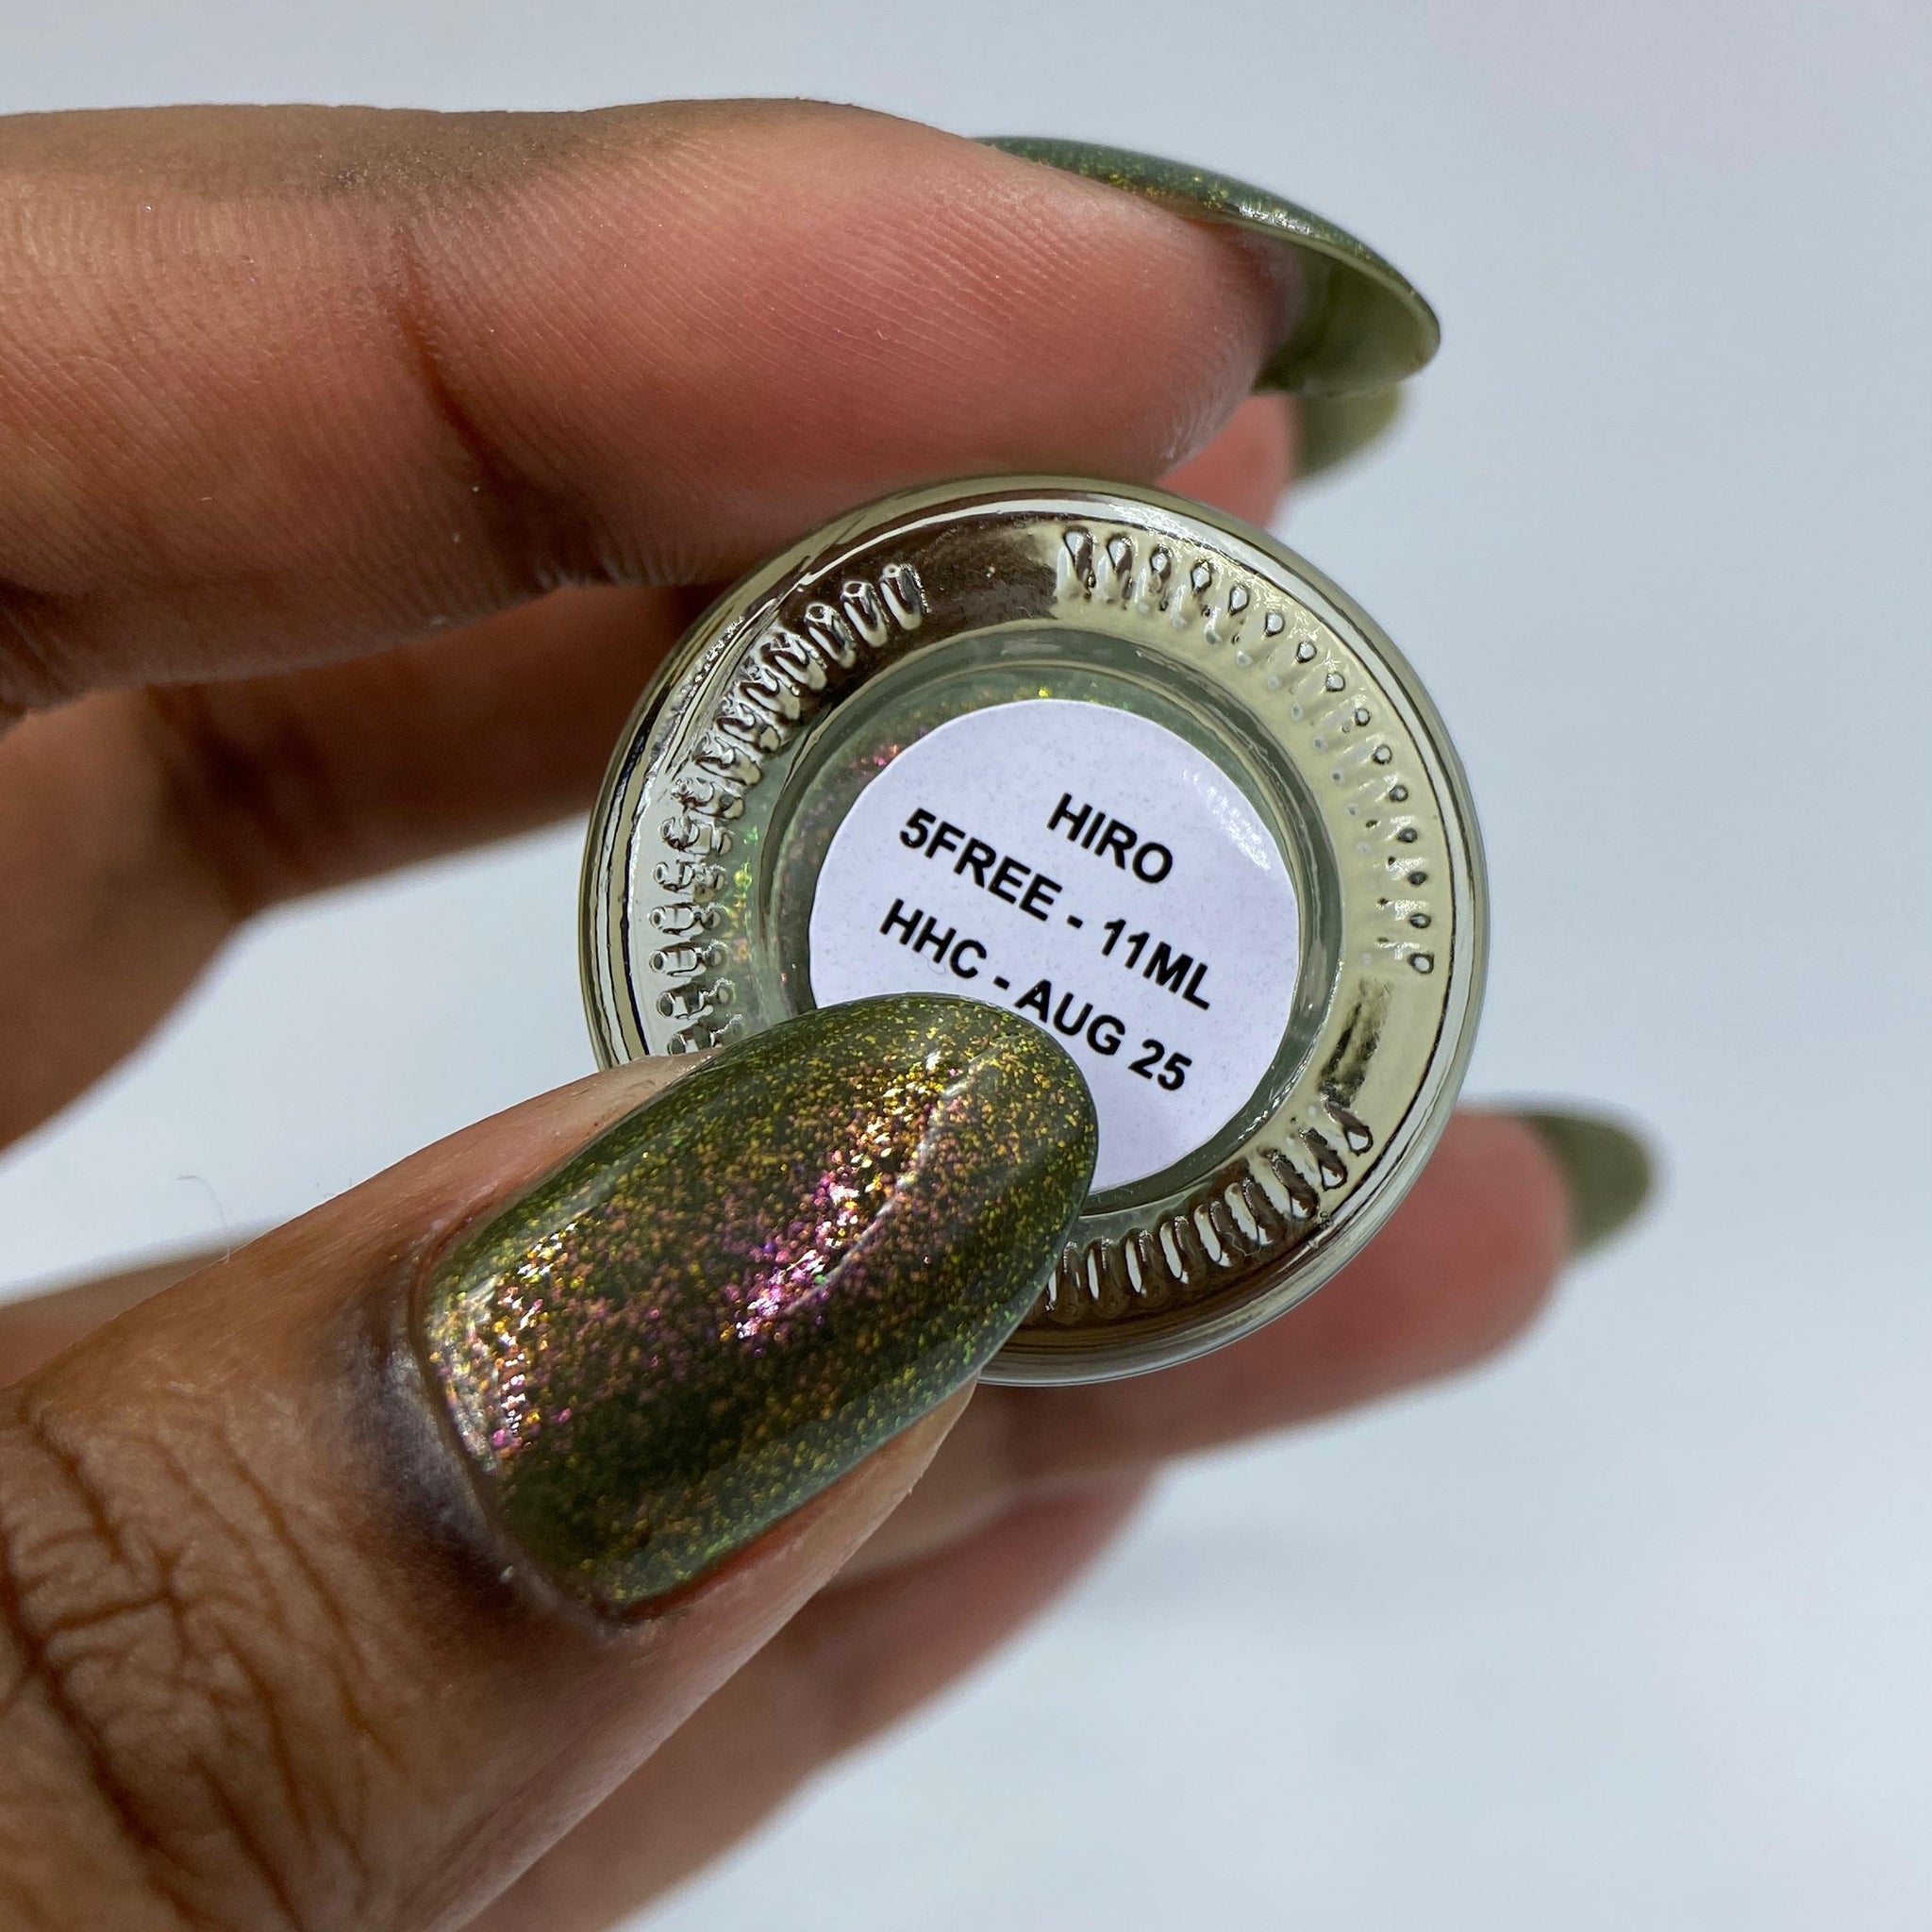 HIRO
5FREE - 11ML
HHC - AUG 25